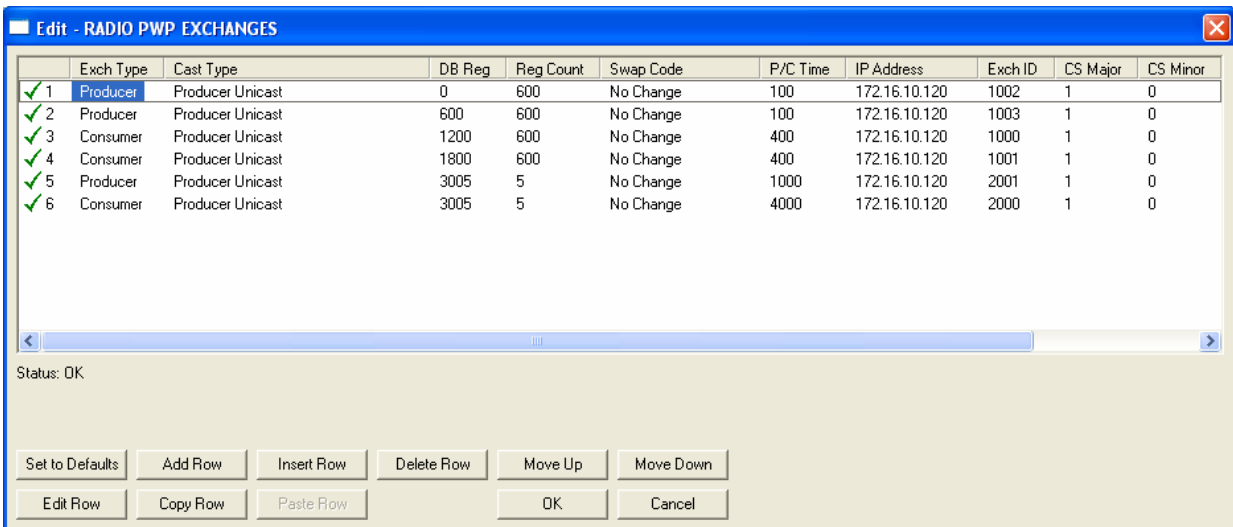 Edit - RADIO PWP EXCHANGES
Exch Type Cast Type DB Reg Reg Count Swap Code P/C Time IP Address Exch ID CS Major CS Minor
1 Producer Producer Unicast 0 600 No Change 100 172.16.10.120 1002 1 0
2 Producer Producer Unicast 600 600 No Change 100 172.16.10.120 1003 1 0
3 Consumer Producer Unicast 1200 600 No Change 400 172.16.10.120 1000 1 0
4 Consumer Producer Unicast 1800 600 No Change 400 172.16.10.120 1001 1 0
5 Producer Producer Unicast 3005 5 No Change 1000 172.16.10.120 2001 1 0
6 Consumer Producer Unicast 3005 5 No Change 4000 172.16.10.120 2000 1 0
Status: OK
Set to Defaults Add Row Insert Row Delete Row Move Up Move Down
Edit Row Copy Row Paste Row OK Cancel